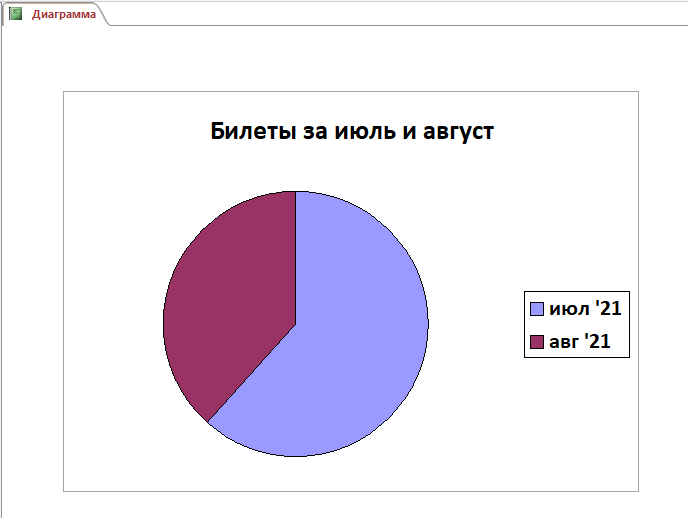 Диаграмма
Билеты за июль и август
июл '21
авг '21